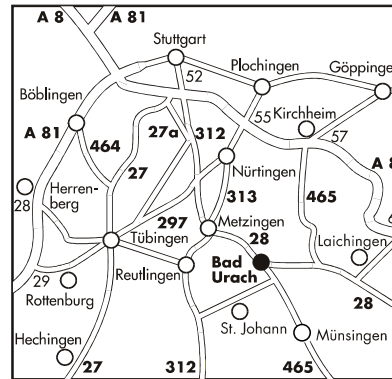 A 8
A 81
Stuttgart
52
Plochingen
Göppinge
Böblingen
55
Kirchheim
57
A 81
464
27a
312
27
Nürtingen
A 8
Herren-
berg
28
313
465
297
Metzingen
Tübingen
28
Laichingen
Reutlingen
Bad
Urach
29
Rottenburg
28
St. Johann
Münsingen
Hechingen
27
312
465